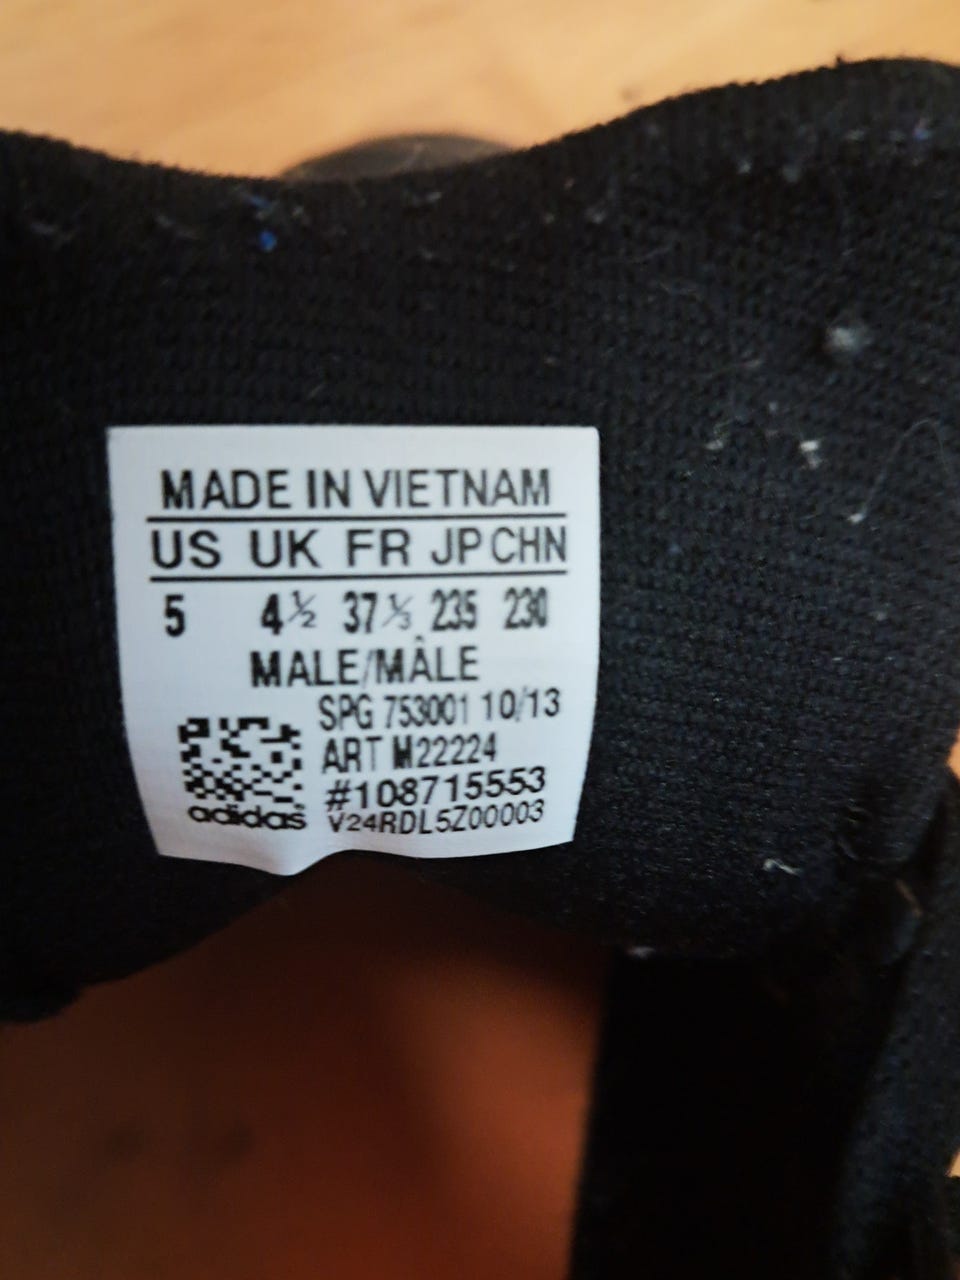 MADE IN VIETNAM
US UK FR JP CHN
5 4½ 37⅓ 235 230
MALE/MÂLE
SPG 753001 10/13
ART M22224
#108715553
adidas V24RDL5Z00003